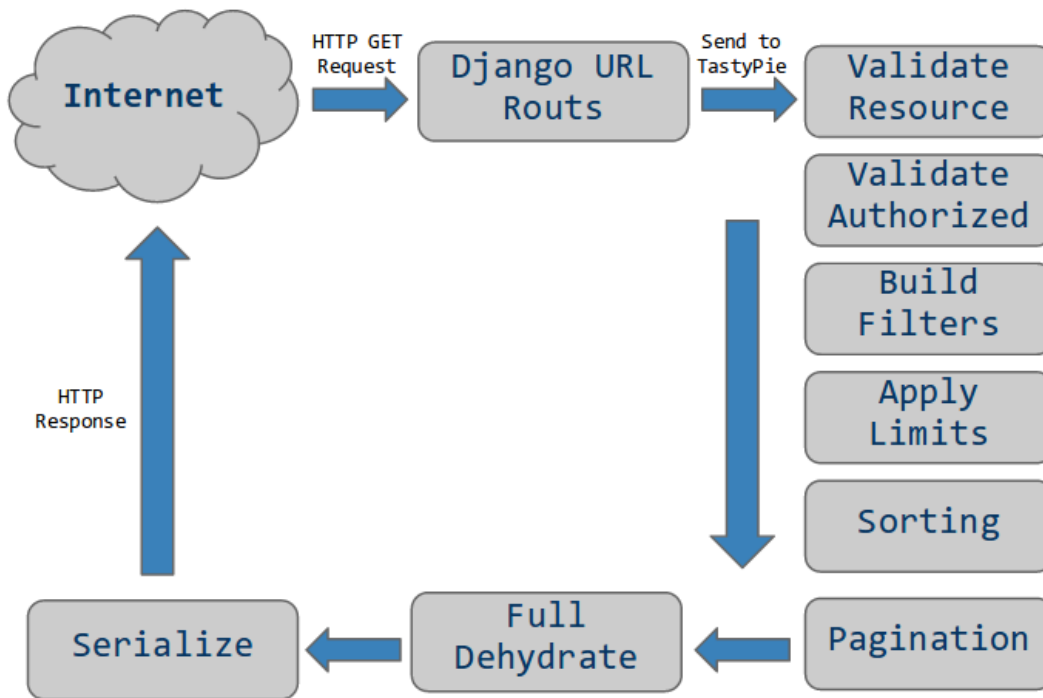 Internet
HTTP GET
Request
Django URL
Routs
Send to
TastyPie
Validate
Resource
Validate
Authorized
Build
Filters
Apply
Limits
Sorting
Pagination
Full
Dehydrate
Serialize
HTTP
Response